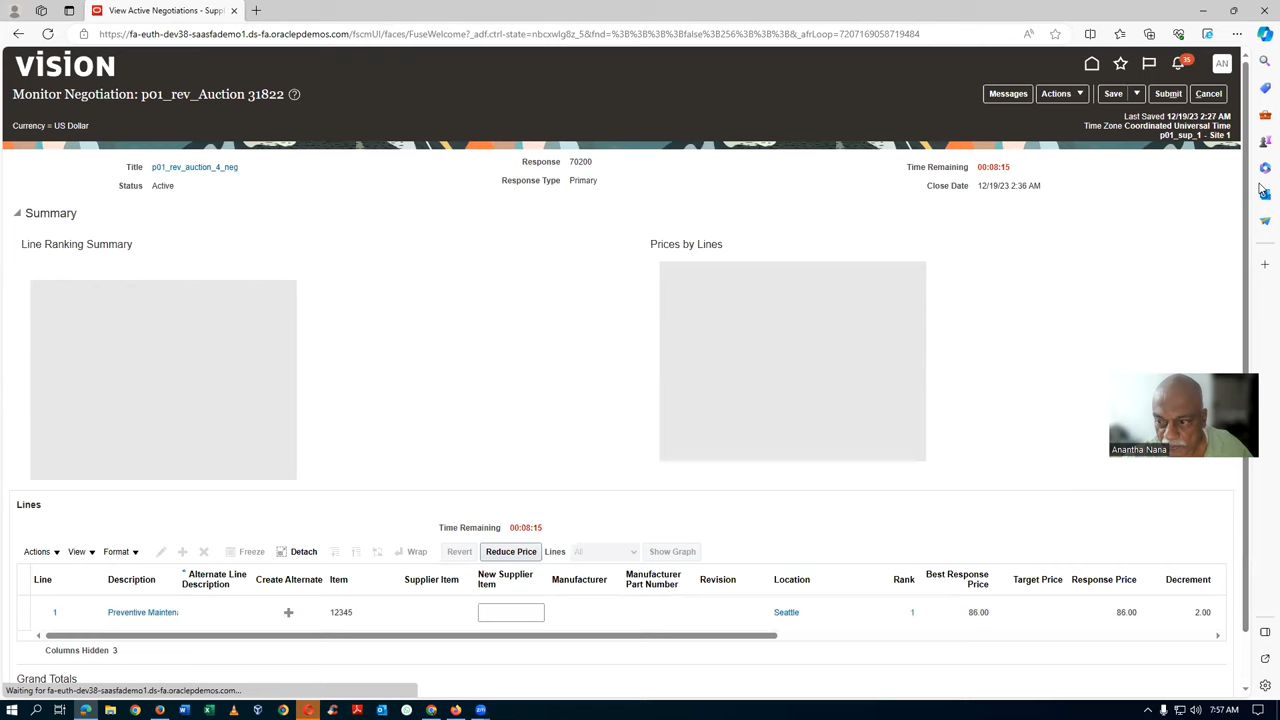 View Active Negotiations - Suppl
https://fa-euth-dev38-saasfademo1.ds-fa.oraclepdemos.com/fscmUI/faces/FuseWelcome?_adf.ctrl-state=nbcxwlg8z_5&fnd=%3B%3B%3B%3Bfalse%3B256%3B%3B%3B&_afrLoop=7207169058719484
VISION
35
AN
Monitor Negotiation: p01_rev_Auction 31822
Messages Actions Save Submit Cancel
Currency = US Dollar
Last Saved 12/19/23 2:27 AM
Time Zone Coordinated Universal Time
p01_sup_1 - Site 1
Title p01_rev_auction_4_neg
Response 70200
Time Remaining 00:08:15
Status Active
Response Type Primary
Close Date 12/19/23 2:36 AM
Summary
Line Ranking Summary
Prices by Lines
Anantha Nana
Lines
Time Remaining 00:08:15
Actions View Format Freeze Detach Wrap Revert Reduce Price Lines All Show Graph
Line Description Alternate Line Description Create Alternate Item Supplier Item New Supplier Item Manufacturer Manufacturer Part Number Revision Location Rank Best Response Price Target Price Response Price Decrement
1 Preventive Mainten 12345 Seattle 1 86.00 86.00 2.00
Columns Hidden 3
Grand Totals
Waiting for fa-euth-dev38-saasfademo1.ds-fa.oraclepdemos.com...
7:57 AM